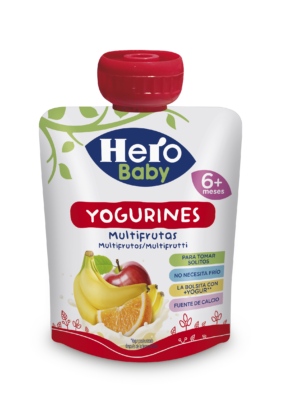 Hero
Baby
6+
meses
YOGURINES
Multifrutas
Multifrutos/Multifrutti
PARA TOMAR
SOLITOS
NO NECESITA FRÍO
LA BOLSITA CON
+YOGUR**
FUENTE DE CALCIO